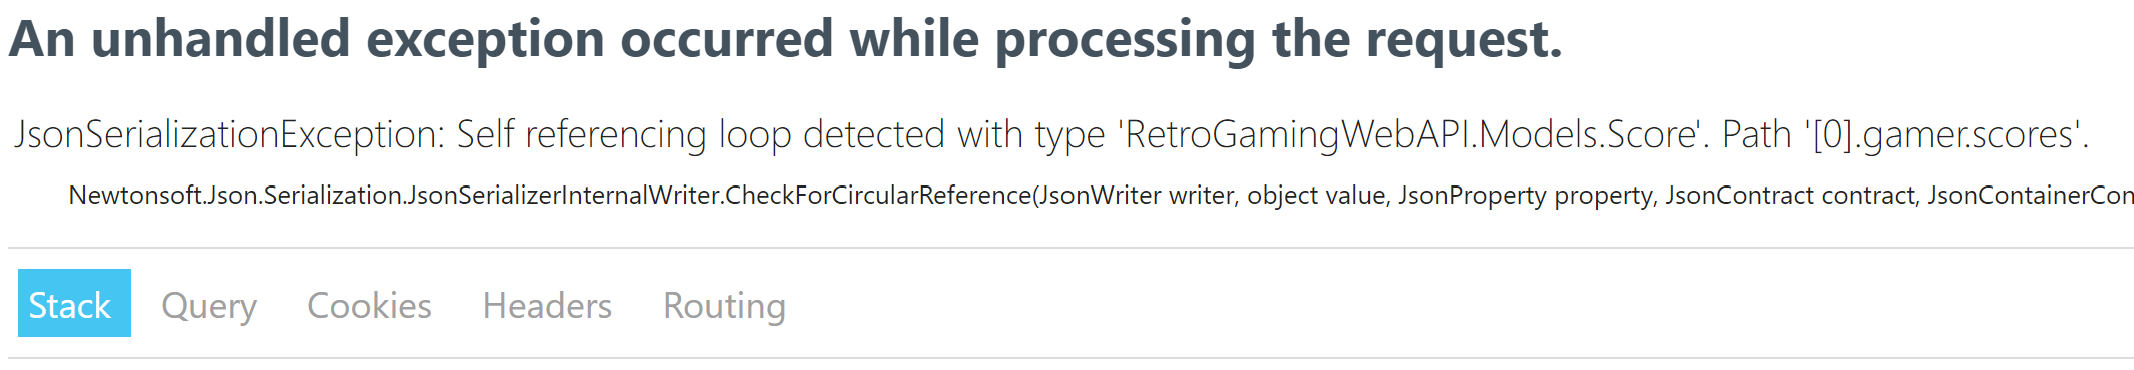 An unhandled exception occurred while processing the request.
JsonSerializationException: Self referencing loop detected with type 'RetroGamingWebAPI.Models.Score'. Path '[0].gamer.scores'.
Newtonsoft.Json.Serialization.JsonSerializerInternalWriter.CheckForCircularReference(JsonWriter writer, object value, JsonProperty property, JsonContract contract, JsonContainerCon
Stack Query Cookies Headers Routing